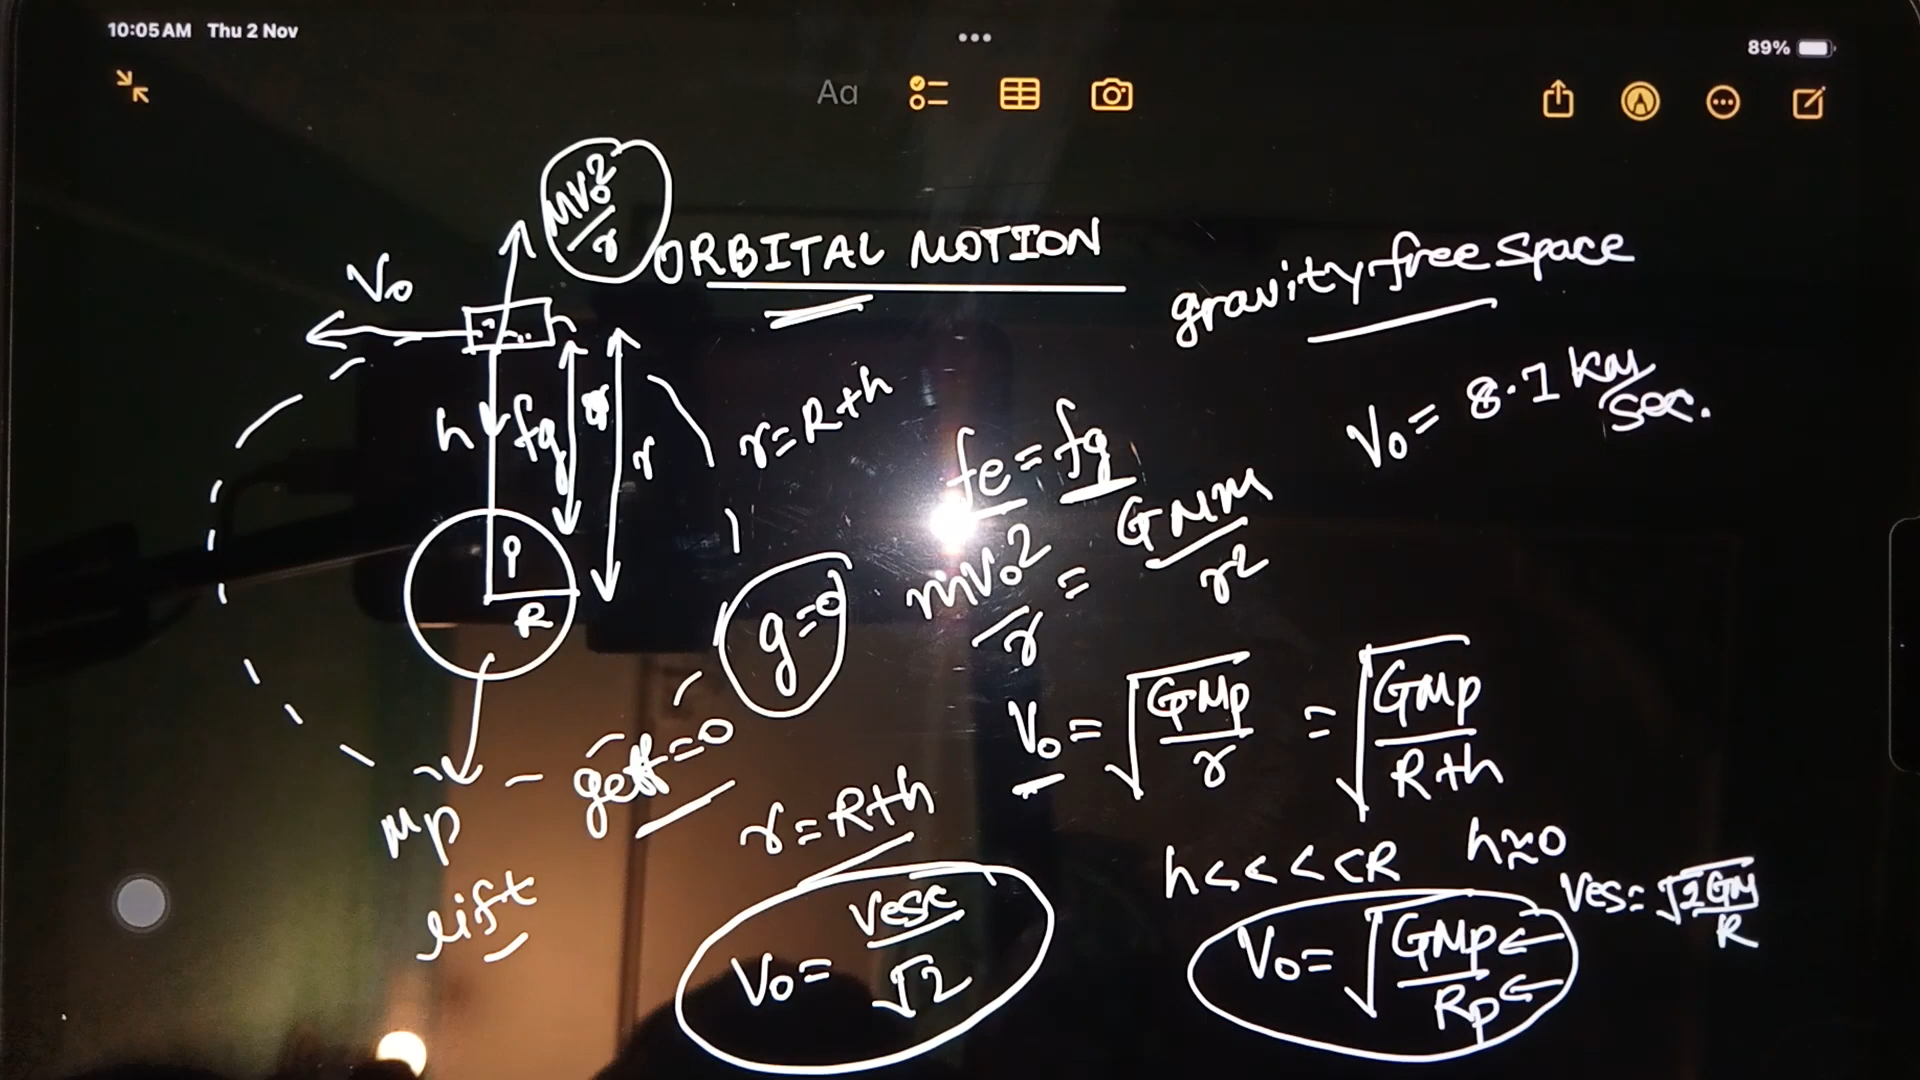 10:05 AM Thu 2 Nov
89%
Aa
MV₀²/r
ORBITAL MOTION
gravity free space
V₀
V₀ = 8.1 km/sec.
h
fg
r
r=R+h
fe = fg
mV₀²/r = GMm/r²
R
g=0
geff=0
V₀ = √(GMp/r) = √(GMp/(R+h))
Mp
r=R+h
h<<<<R h≈0
lift
Ves = √(2GM/R)
V₀ = Vesc/√2
V₀ = √(GMp/Rp)